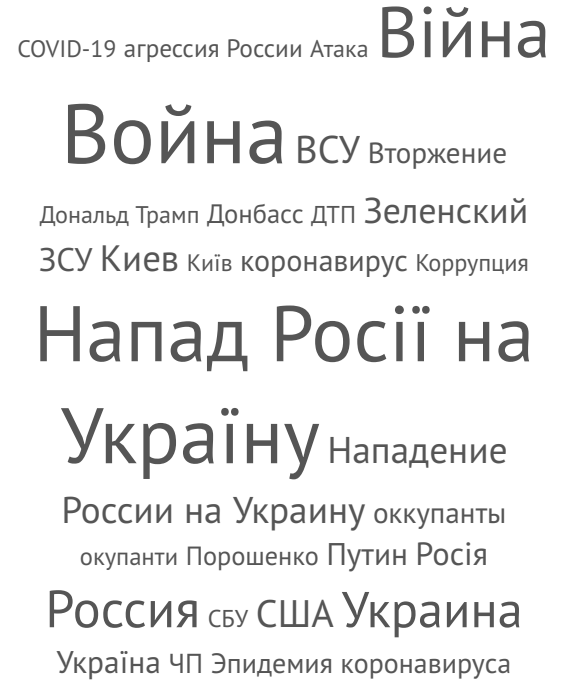 COVID-19 агрессия России Атака Війна
Война ВСУ Вторжение
Дональд Трамп Донбасс ДТП Зеленский
ЗСУ Киев Київ коронавирус Коррупция
Напад Росії на
Україну Нападение
России на Украину оккупанты
окупанти Порошенко Путин Росія
Россия СБУ США Украина
Україна ЧП Эпидемия коронавируса